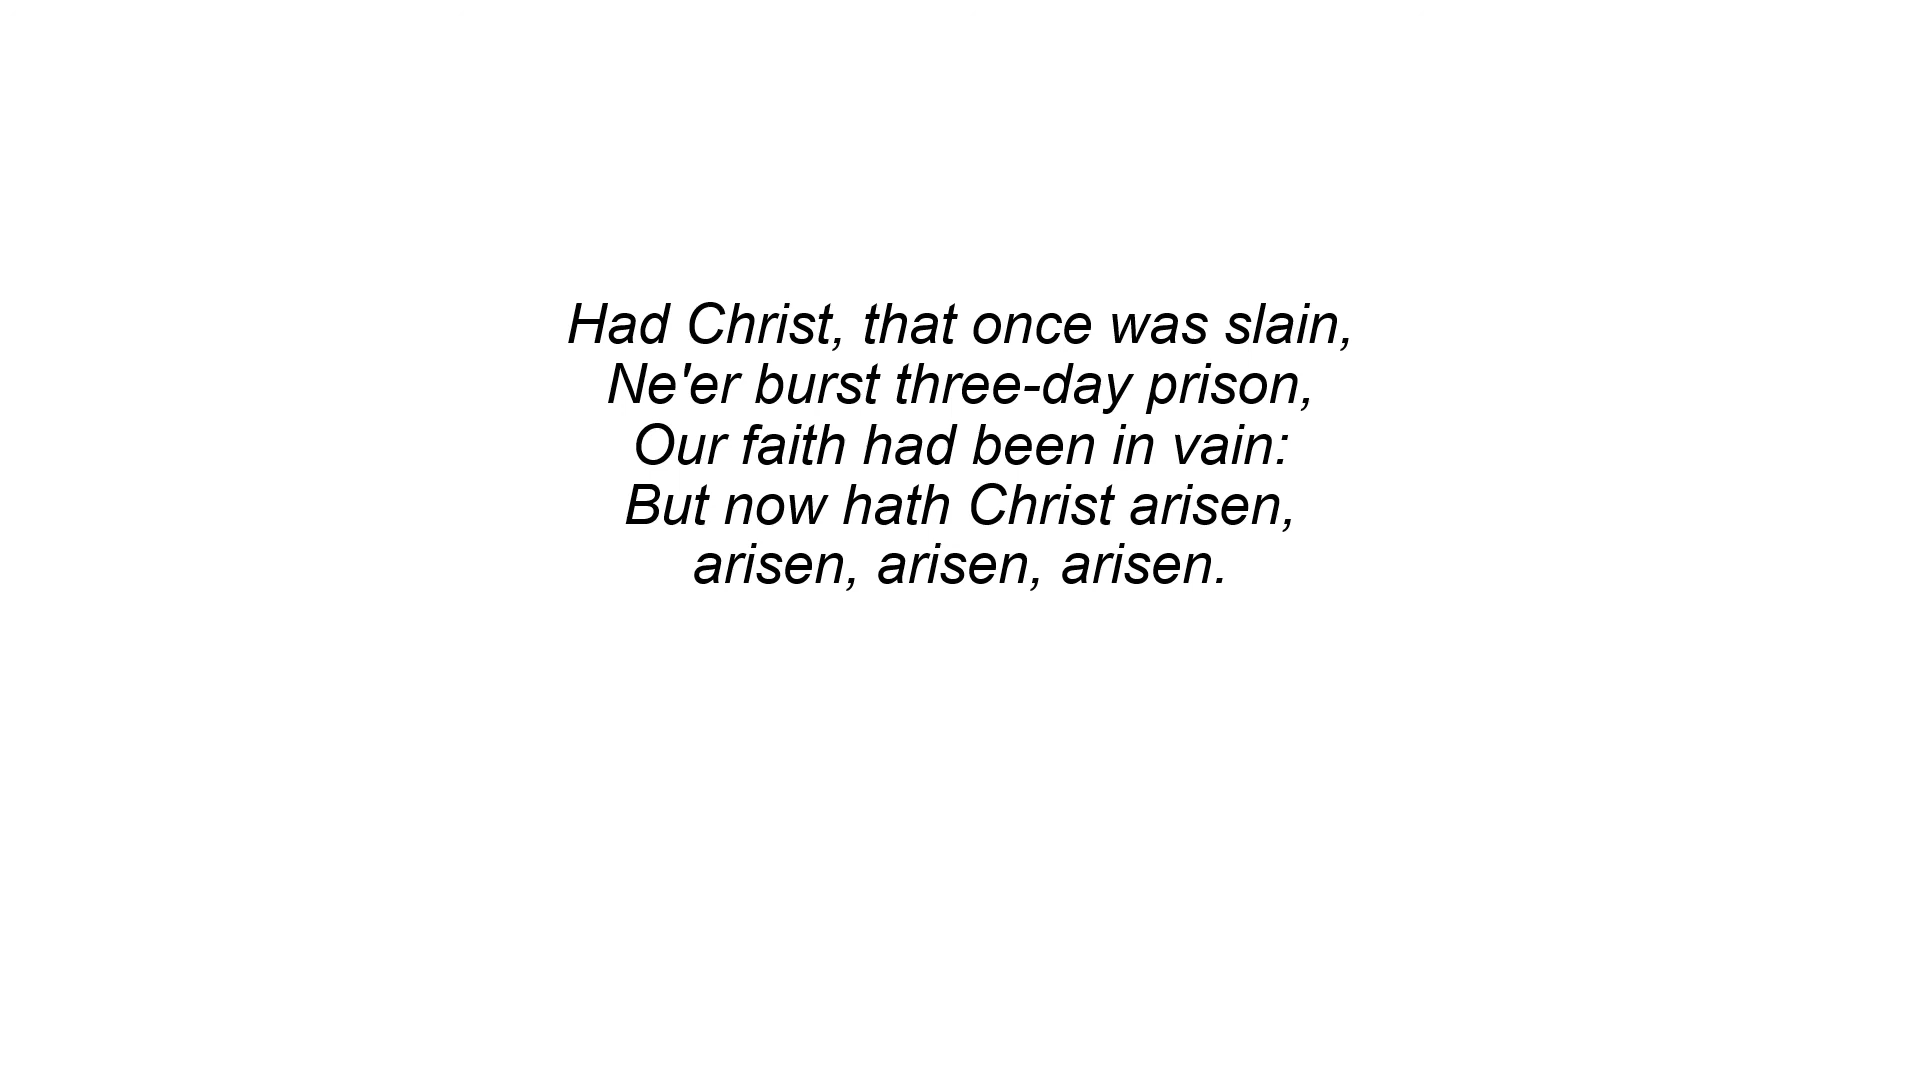 Had Christ, that once was slain,
Ne'er burst three-day prison,
Our faith had been in vain:
But now hath Christ arisen,
arisen, arisen, arisen.